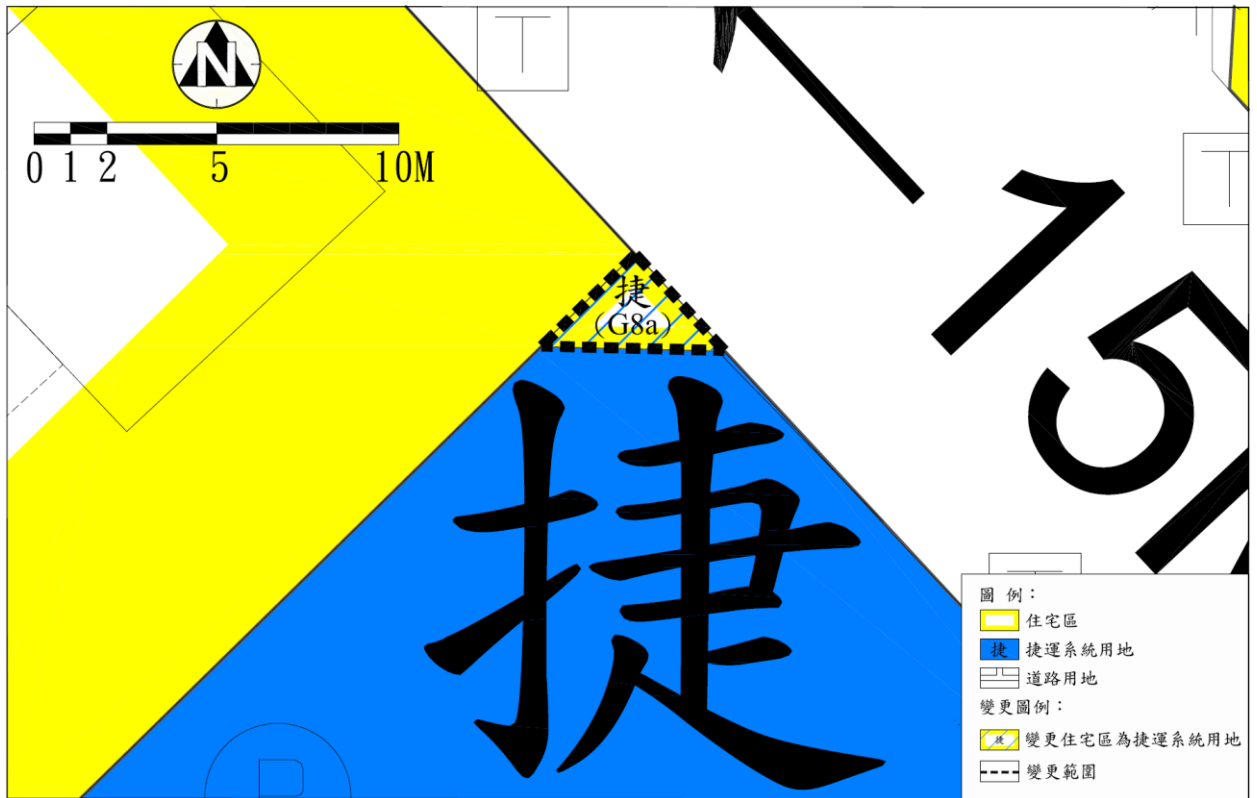 N
0 1 2 5 10M
15
捷
(G8a)
捷
圖 例：
住宅區
捷 捷運系統用地
道路用地
變更圖例：
捷 變更住宅區為捷運系統用地
變更範圍